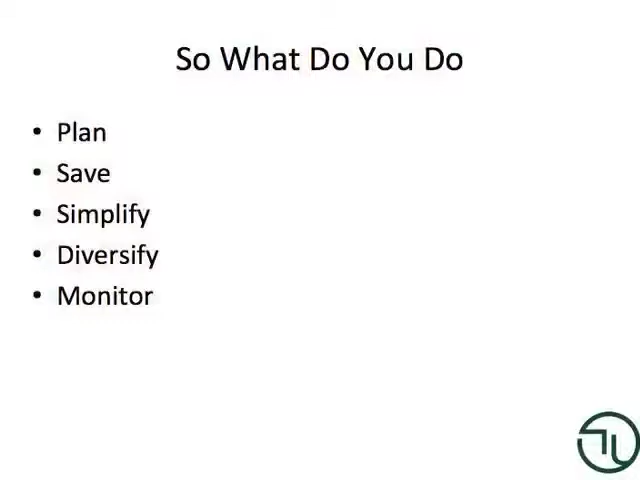 So What Do You Do
• Plan
• Save
• Simplify
• Diversify
• Monitor